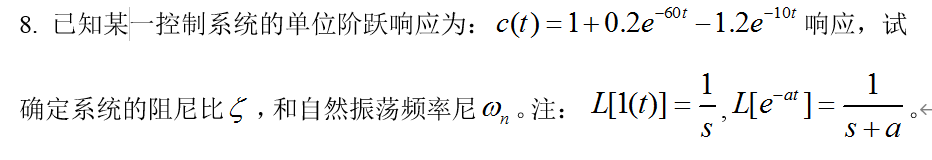 8. 已知某一控制系统的单位阶跃响应为：c(t)=1+0.2e^{-60t}-1.2e^{-10t} 响应，试
确定系统的阻尼比ζ，和自然振荡频率尼ω_n。注：L[1(t)]=\frac{1}{s}, L[e^{-at}]=\frac{1}{s+a}。